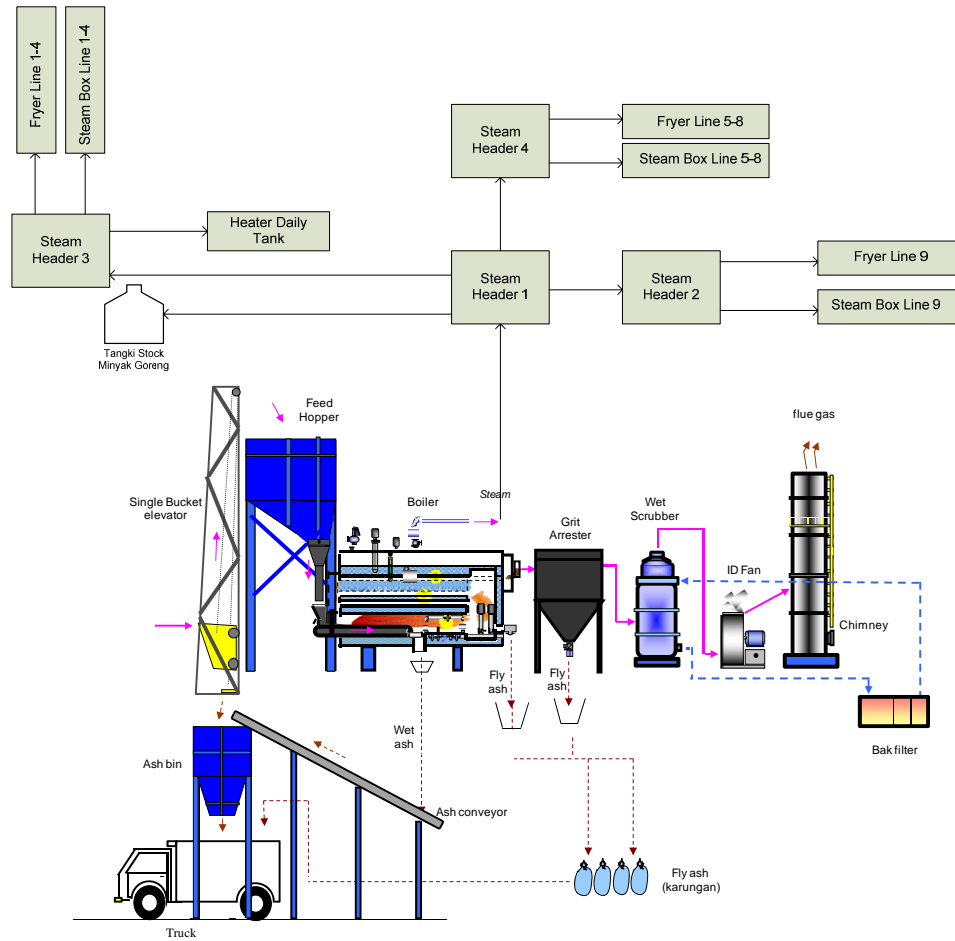 Fryer Line 1-4
Steam Box Line 1-4
Steam
Header 4
Fryer Line 5-8
Steam Box Line 5-8
Steam
Header 3
Heater Daily
Tank
Steam
Header 1
Steam
Header 2
Fryer Line 9
Steam Box Line 9
Tangki Stock
Minyak Goreng
Feed
Hopper
flue gas
Single Bucket
elevator
Boiler
Steam
Grit
Arrester
Wet
Scrubber
ID Fan
Chimney
Fly
ash
Fly
ash
Wet
ash
Bak filter
Ash bin
Ash conveyor
Fly ash
(karungan)
Truck